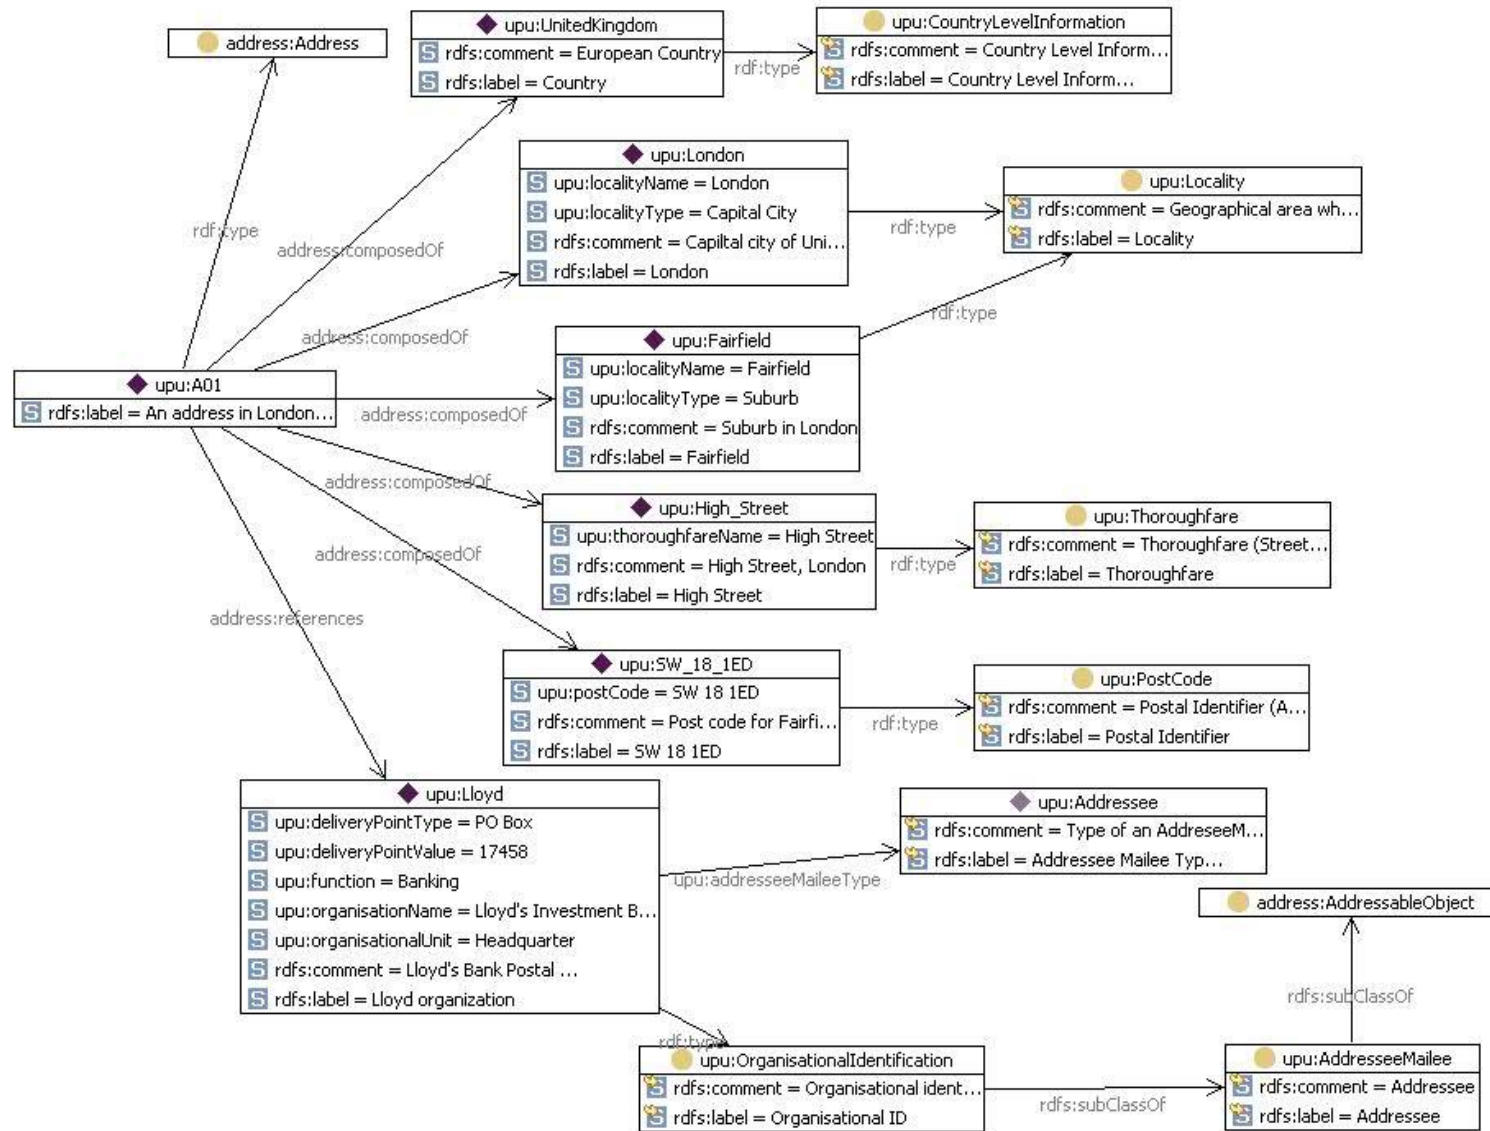 address:Address
upu:UnitedKingdom
rdfs:comment = European Country
rdfs:label = Country
rdf:type
upu:CountryLevelInformation
rdfs:comment = Country Level Inform...
rdfs:label = Country Level Inform...
rdf:type
address:composedOf
upu:London
upu:localityName = London
upu:localityType = Capital City
rdfs:comment = Capiltal city of Uni...
rdfs:label = London
rdf:type
upu:Locality
rdfs:comment = Geographical area wh...
rdfs:label = Locality
address:composedOf
rdf:type
upu:Fairfield
upu:localityName = Fairfield
upu:localityType = Suburb
rdfs:comment = Suburb in London
rdfs:label = Fairfield
upu:A01
rdfs:label = An address in London...
address:composedOf
address:composedOf
upu:High_Street
upu:thoroughfareName = High Street
rdfs:comment = High Street, London
rdfs:label = High Street
rdf:type
upu:Thoroughfare
rdfs:comment = Thoroughfare (Street...
rdfs:label = Thoroughfare
address:composedOf
address:references
upu:SW_18_1ED
upu:postCode = SW 18 1ED
rdfs:comment = Post code for Fairfi...
rdfs:label = SW 18 1ED
rdf:type
upu:PostCode
rdfs:comment = Postal Identifier (A...
rdfs:label = Postal Identifier
upu:Lloyd
upu:deliveryPointType = PO Box
upu:deliveryPointValue = 17458
upu:function = Banking
upu:organisationName = Lloyd's Investment B...
upu:organisationalUnit = Headquarter
rdfs:comment = Lloyd's Bank Postal ...
rdfs:label = Lloyd organization
upu:addresseeMaileeType
upu:Addressee
rdfs:comment = Type of an AddreseeM...
rdfs:label = Addressee Mailee Typ...
address:AddressableObject
rdfs:subClassOf
rdf:type
upu:OrganisationalIdentification
rdfs:comment = Organisational ident...
rdfs:label = Organisational ID
rdfs:subClassOf
upu:AddresseeMailee
rdfs:comment = Addressee
rdfs:label = Addressee